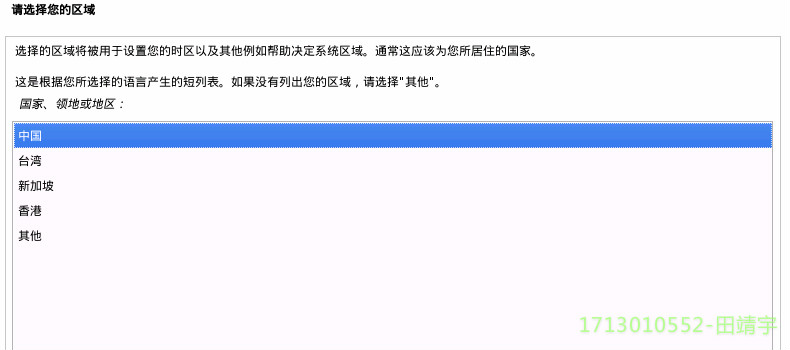 请选择您的区域
选择的区域将被用于设置您的时区以及其他例如帮助决定系统区域。通常这应该为您所居住的国家。
这是根据您所选择的语言产生的短列表。如果没有列出您的区域，请选择"其他"。
国家、领地或地区：
中国
台湾
新加坡
香港
其他
1713010552-田靖宇